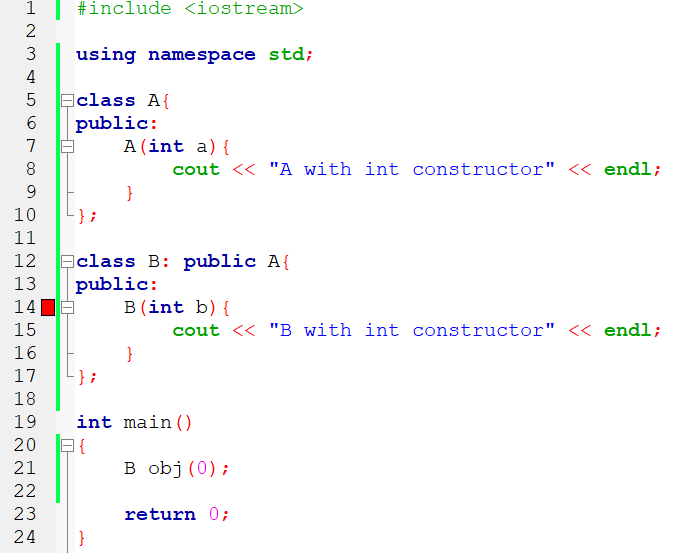 1 #include <iostream>
2
3 using namespace std;
4
5 class A{
6 public:
7     A(int a){
8         cout << "A with int constructor" << endl;
9     }
10 };
11
12 class B: public A{
13 public:
14     B(int b){
15         cout << "B with int constructor" << endl;
16     }
17 };
18
19 int main()
20 {
21     B obj(0);
22
23     return 0;
24 }